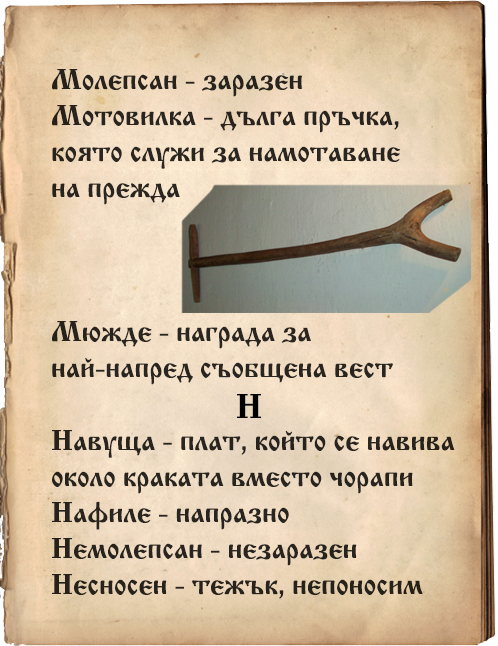 Молепсан - заразен
Мотовилка - дълга пръчка,
която служи за намотаване
на прежда
Мюжде - награда за
най-напред съобщена вест
Н
Навуща - плат, който се навива
около краката вместо чорапи
Нафиле - напразно
Немолепсан - незаразен
Несносен - тежък, непоносим